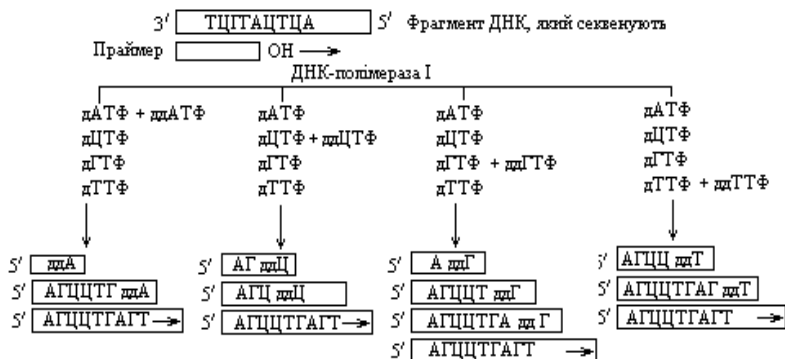 3′ ТЦГГАЦТЦА 5′ Фрагмент ДНК, який секвенують
Праймер OH
ДНК-полімераза I
дАТФ + ддАТФ
дЦТФ
дГТФ
дТТФ
дАТФ
дЦТФ + ддЦТФ
дГТФ
дТТФ
дАТФ
дЦТФ
дГТФ + ддГТФ
дТТФ
дАТФ
дЦТФ
дГТФ
дТТФ + ддТТФ
5′ ддА
5′ АГЦЦТГ ддА
5′ АГЦЦТГАГТ
5′ АГ ддЦ
5′ АГЦ ддЦ
5′ АГЦЦТГАГТ
5′ А ддГ
5′ АГЦЦТ ддГ
5′ АГЦЦТГА ддГ
5′ АГЦЦТГАГТ
5′ АГЦЦ ддТ
5′ АГЦЦТГАГ ддТ
5′ АГЦЦТГАГТ